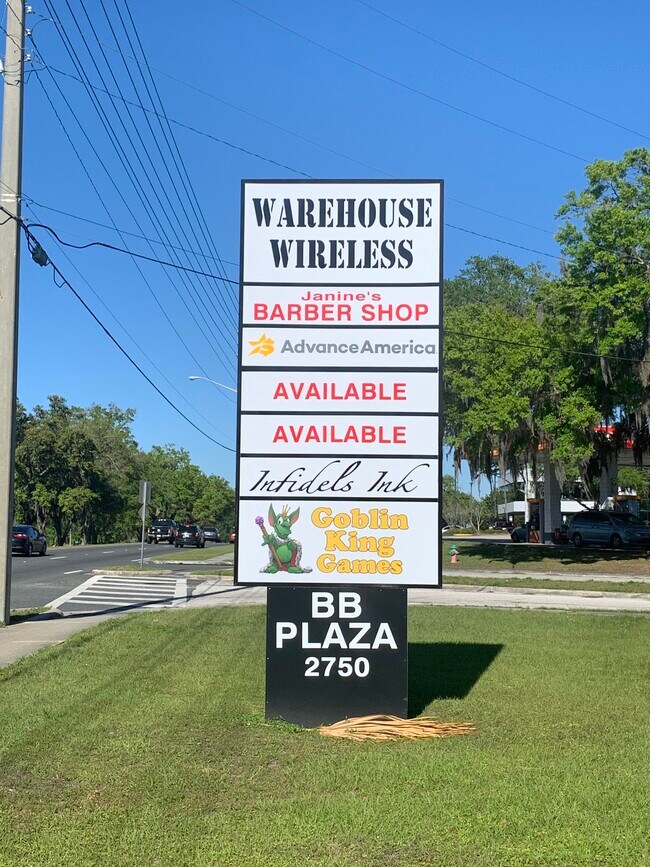 WAREHOUSE
WIRELESS
Janine's
BARBER SHOP
AdvanceAmerica
AVAILABLE
AVAILABLE
Infidels Ink
Goblin
King
Games
BB
PLAZA
2750